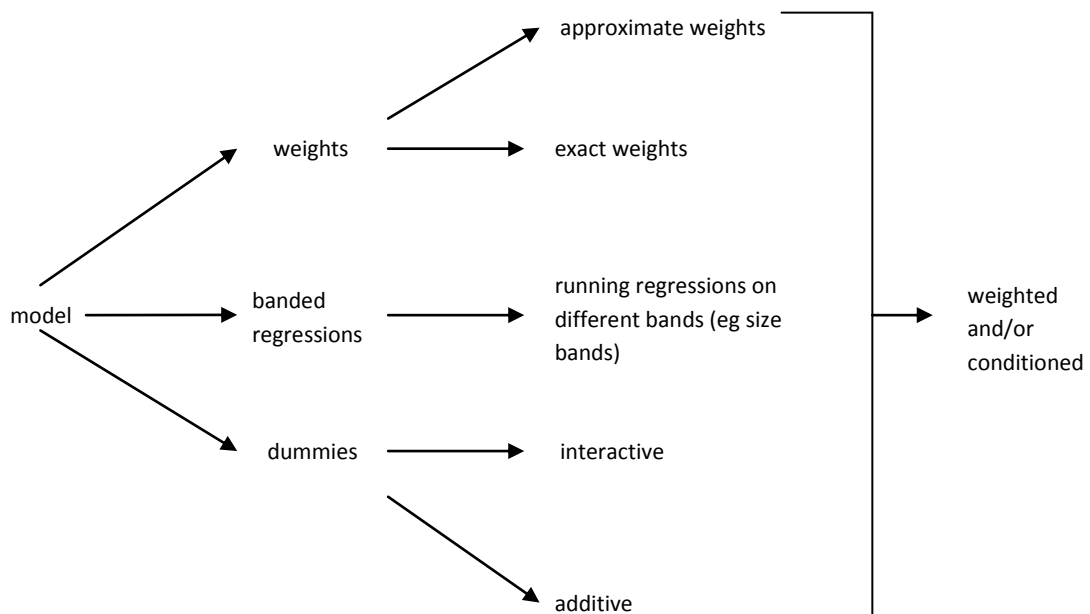 approximate weights
weights
exact weights
model
banded
regressions
running regressions on
different bands (eg size
bands)
weighted
and/or
conditioned
dummies
interactive
additive